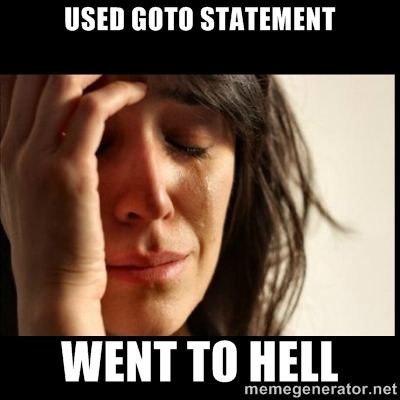 USED GOTO STATEMENT
WENT TO HELL
memegenerator.net